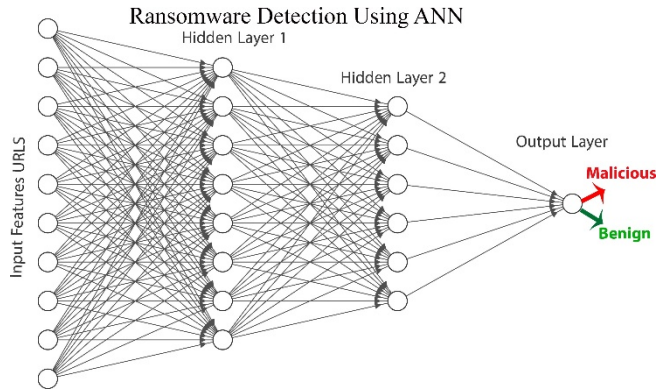 Ransomware Detection Using ANN
Hidden Layer 1
Hidden Layer 2
Output Layer
Input Features URLS
Malicious
Benign